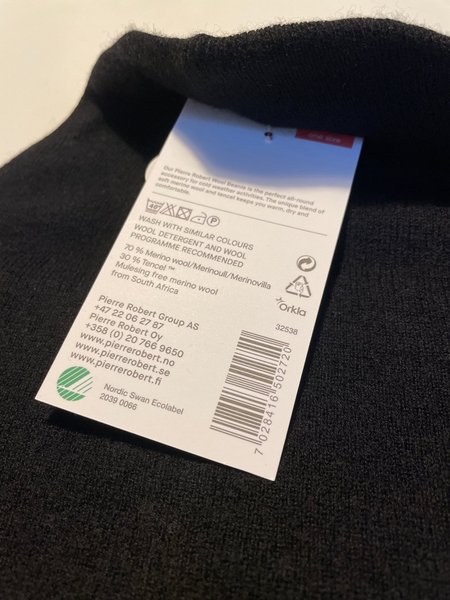 one size
Our Pierre Robert Wool Beanie is the perfect all-round
accessory for cold weather activities. The unique blend of
soft merino wool and tencel keeps you warm, dry and
comfortable.
40
P
WASH WITH SIMILAR COLOURS
WOOL DETERGENT AND WOOL
PROGRAMME RECOMMENDED
70 % Merino wool/Merinoull/Merinovilla
30 % Tencel ™
Mulesing free merino wool
from South Africa
Orkla
32538
Pierre Robert Group AS
+47 22 06 27 87
Pierre Robert Oy
+358 (0) 20 766 9650
www.pierrerobert.no
www.pierrerobert.se
www.pierrerobert.fi
Nordic Swan Ecolabel
2039 0066
7 028416 502720